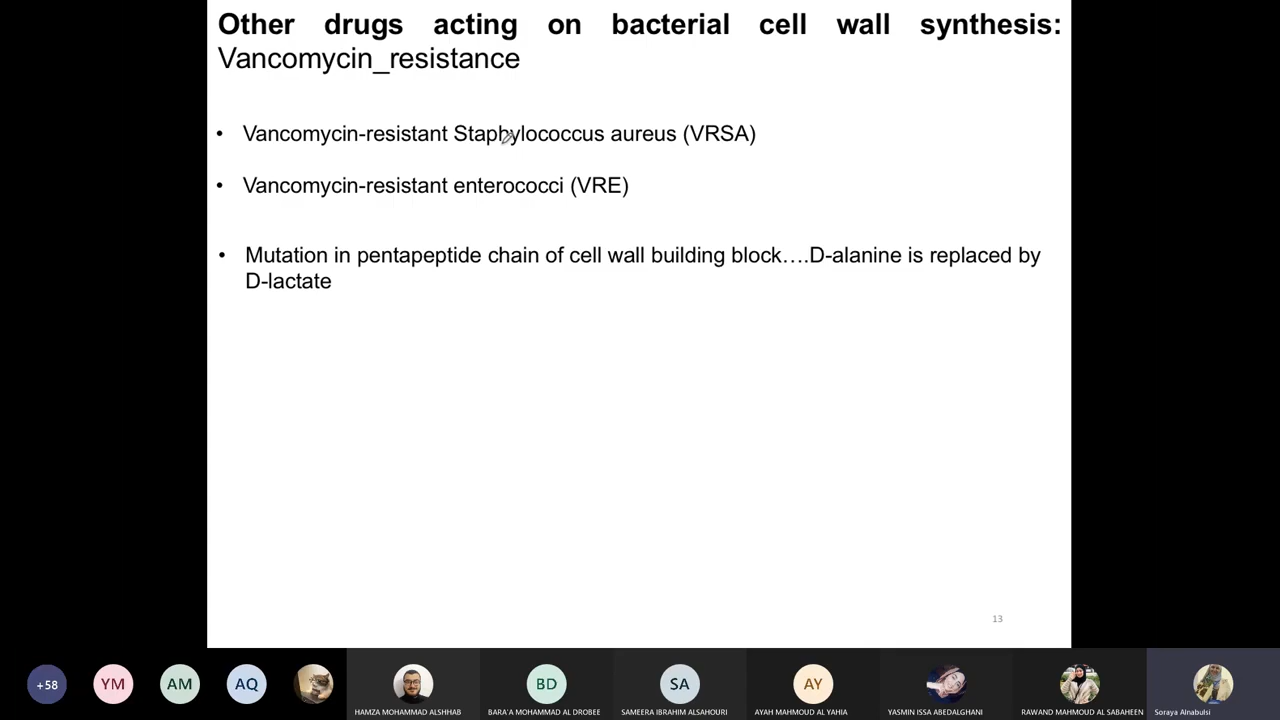 Other drugs acting on bacterial cell wall synthesis:
Vancomycin_resistance
• Vancomycin-resistant Staphylococcus aureus (VRSA)
• Vancomycin-resistant enterococci (VRE)
• Mutation in pentapeptide chain of cell wall building block....D-alanine is replaced by
D-lactate
13
+58
YM
AM
AQ
BD
SA
AY
HAMZA MOHAMMAD ALSHHAB
BARA'A MOHAMMAD AL DROBEE
SAMEERA IBRAHIM ALSAHOURI
AYAH MAHMOUD AL YAHIA
YASMIN ISSA ABEDALGHANI
RAWAND MAHMOUD AL SABAHEEN
Soraya Alnabulsi